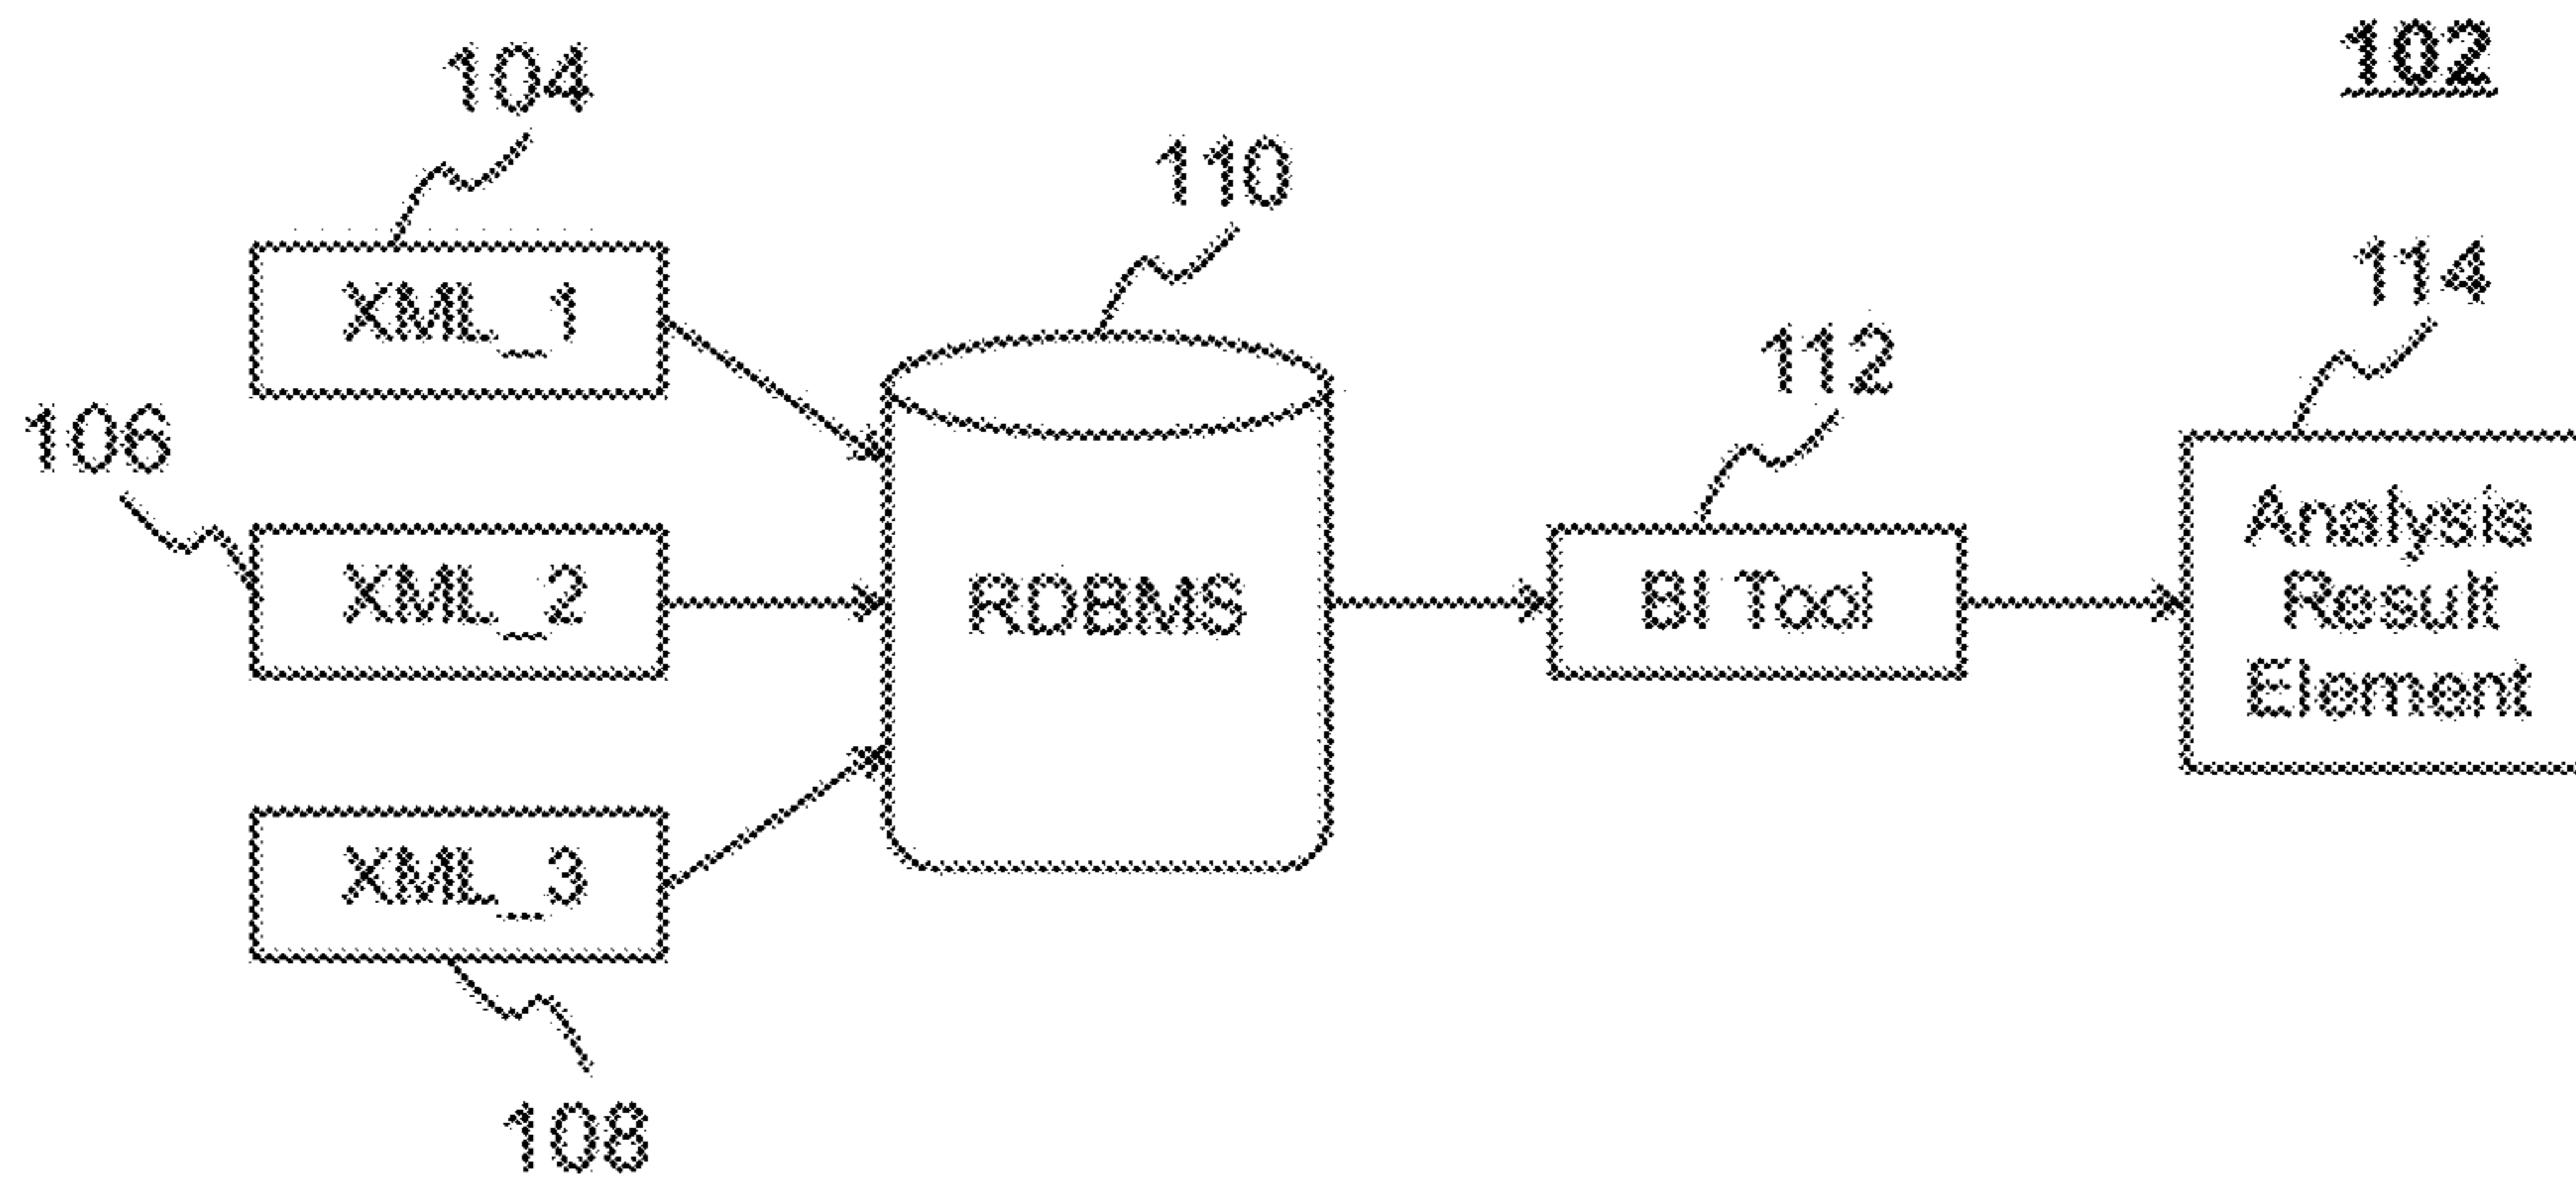 102
104
110
114
XML_1
112
106
Analysis
Result
Element
XML_2
RDBMS
BI Tool
XML_3
108